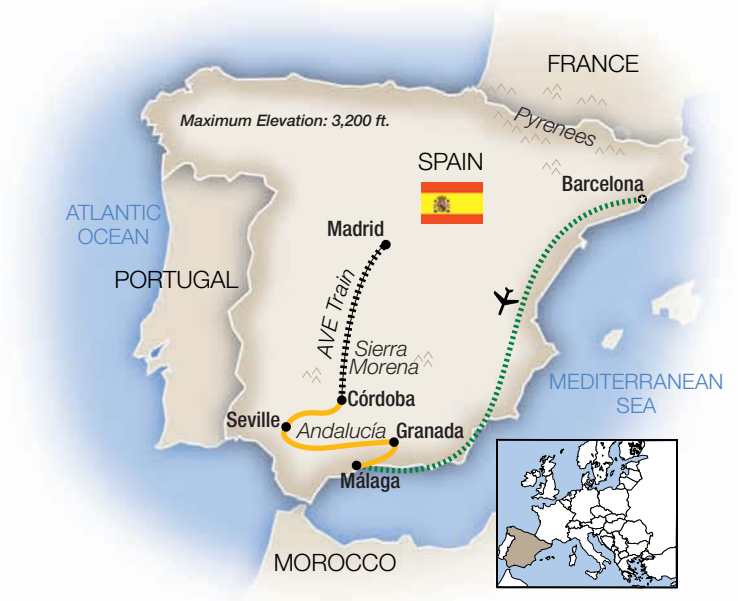 FRANCE
Pyrenees
Maximum Elevation: 3,200 ft.
SPAIN
Barcelona
ATLANTIC
OCEAN
Madrid
PORTUGAL
AVE Train
Sierra
Morena
MEDITERRANEAN
SEA
Córdoba
Seville
Andalucía
Granada
Málaga
MOROCCO